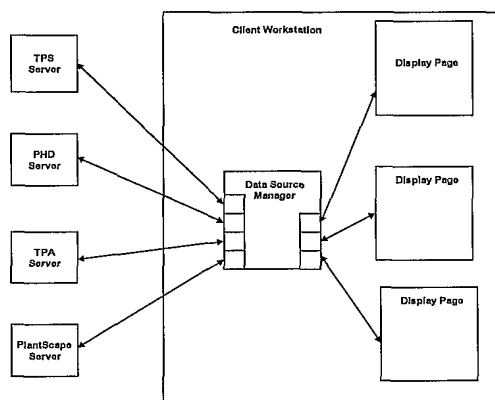 Client Workstation
TPS
Server
PHD
Server
TPA
Server
PlantScape
Server
Data Source
Manager
Display Page
Display Page
Display Page